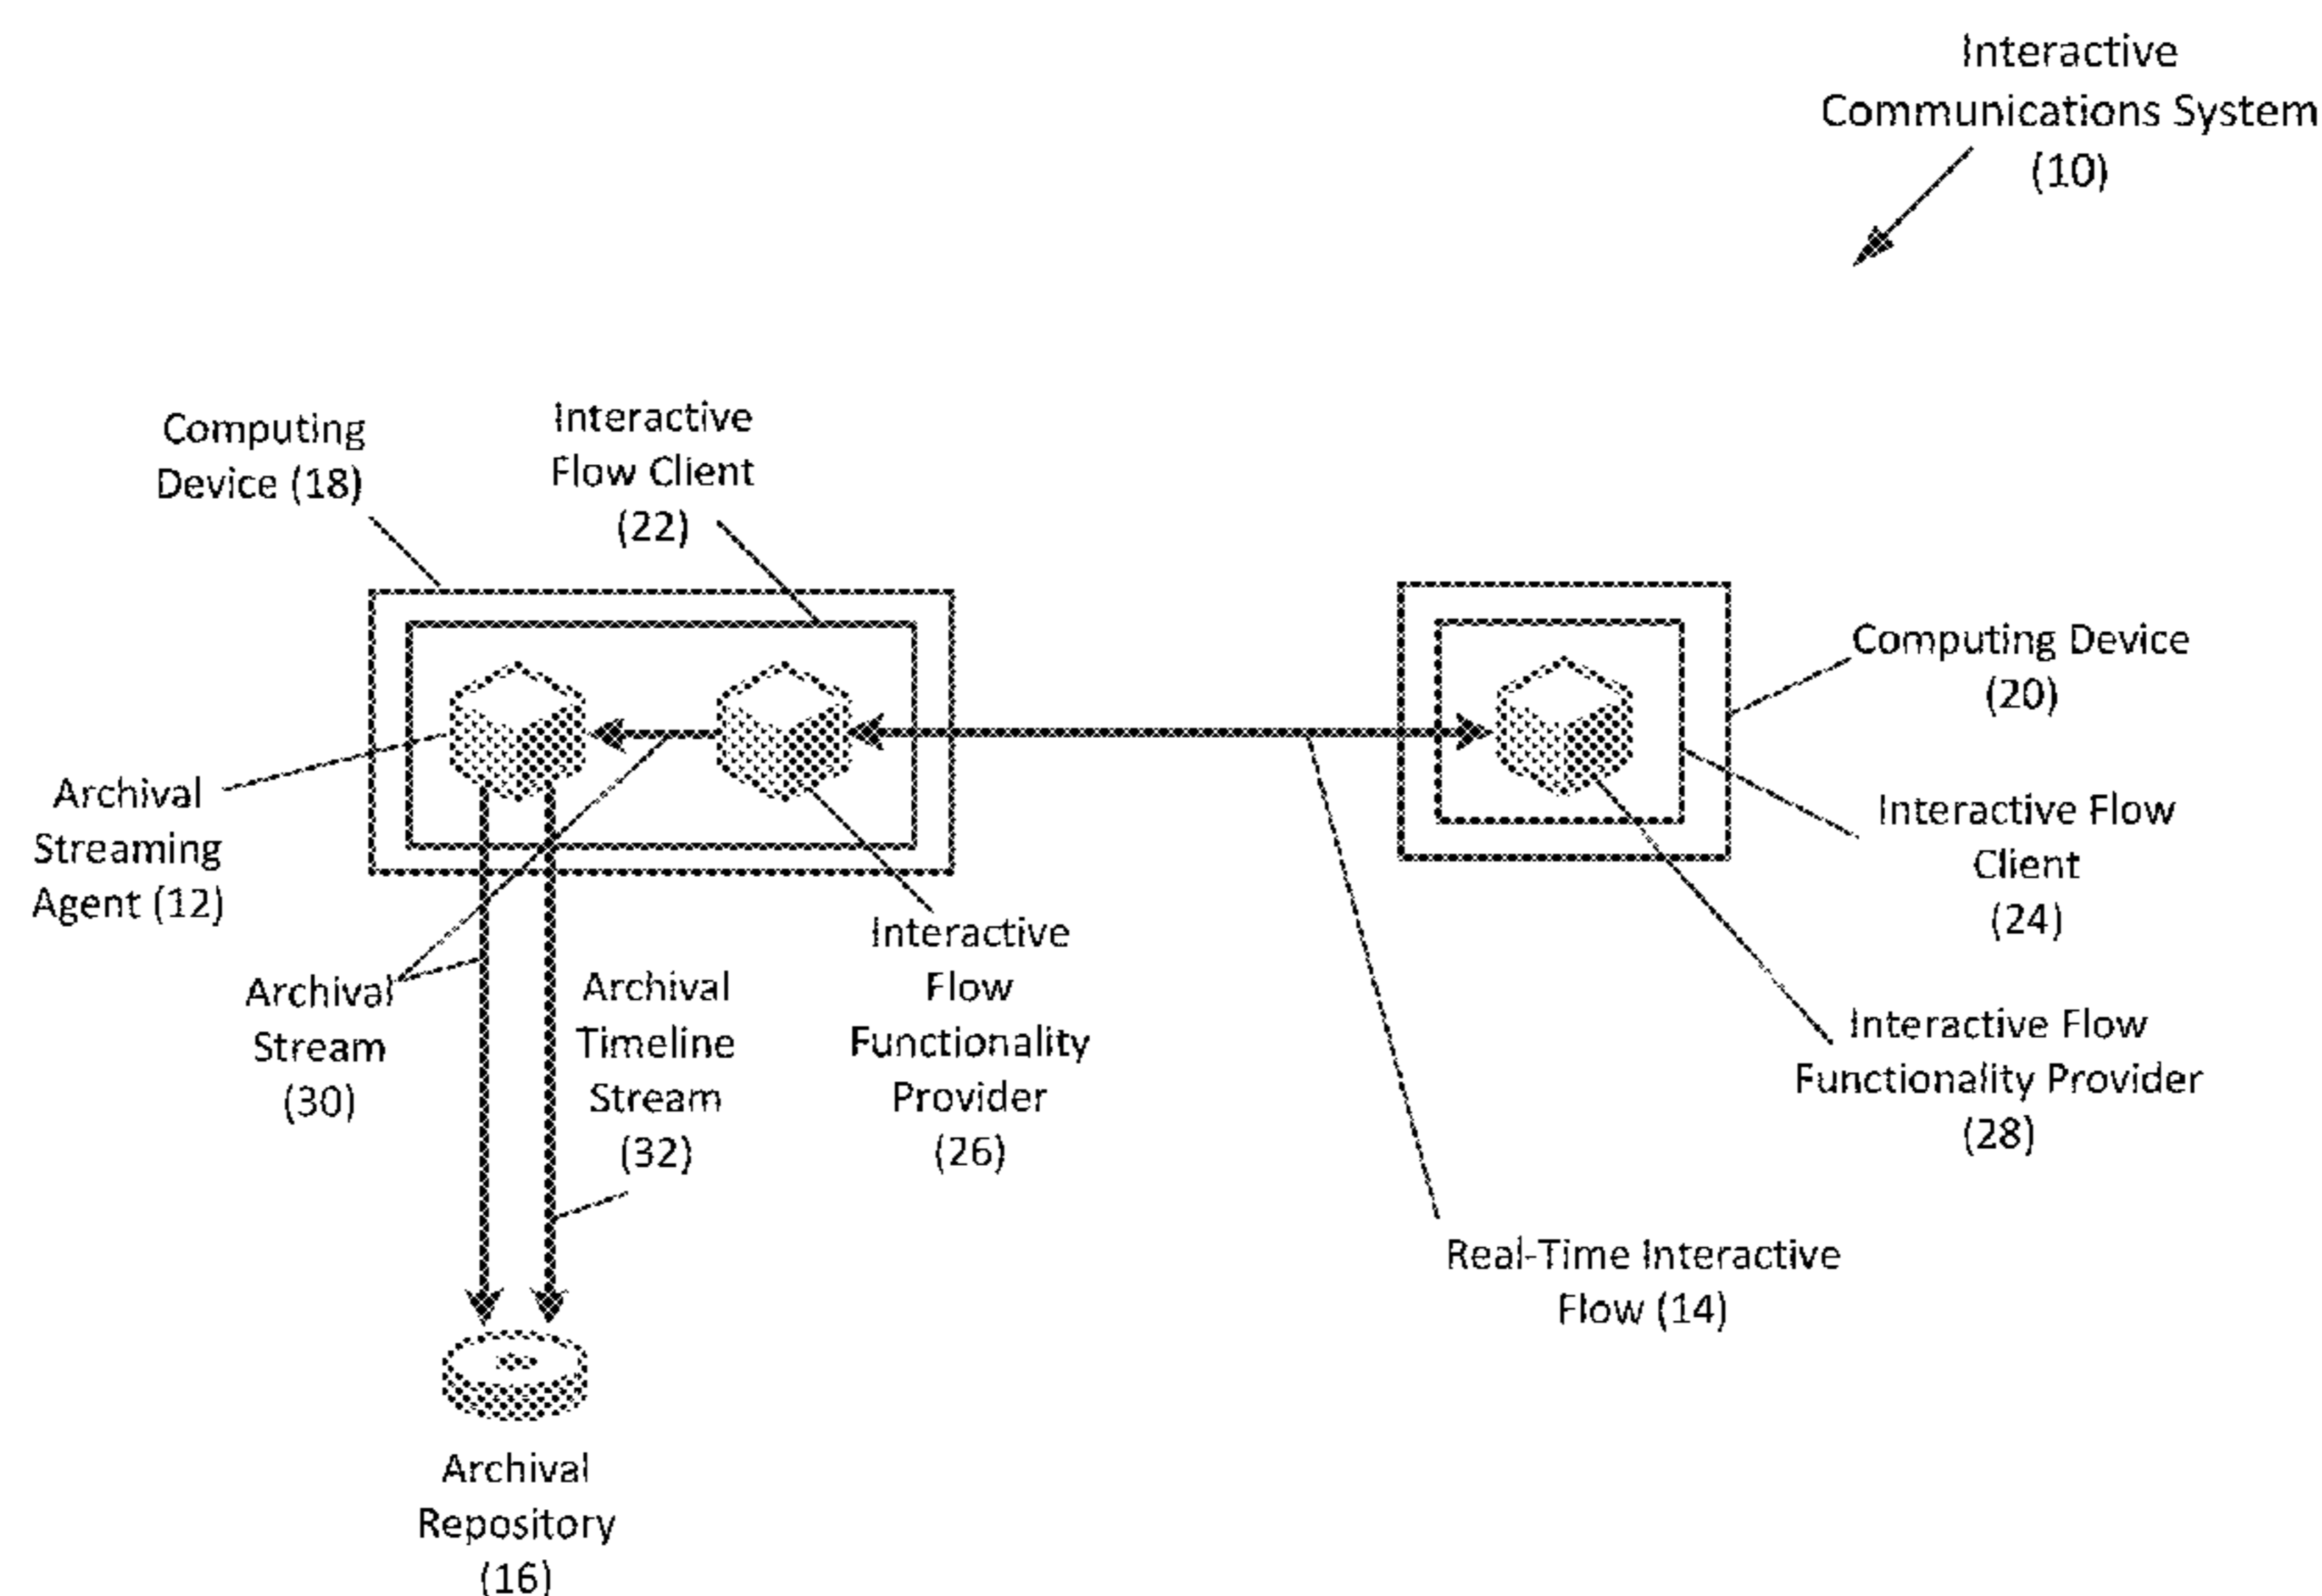 Interactive
Communications System
(10)
Computing
Device (18)
Interactive
Flow Client
(22)
Computing Device
(20)
Archival
Streaming
Agent (12)
Interactive Flow
Client
(24)
Archival
Stream
(30)
Archival
Timeline
Stream
(32)
Interactive
Flow
Functionality
Provider
(26)
Interactive Flow
Functionality Provider
(28)
Real-Time Interactive
Flow (14)
Archival
Repository
(16)